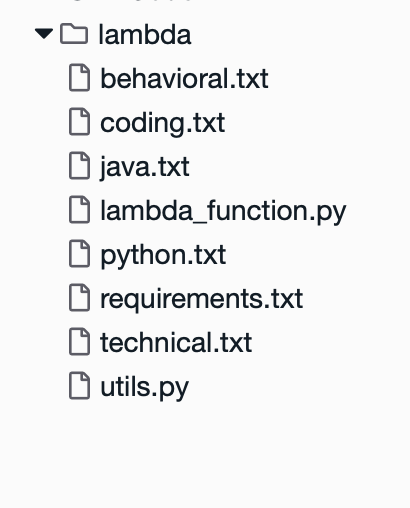 lambda
behavioral.txt
coding.txt
java.txt
lambda_function.py
python.txt
requirements.txt
technical.txt
utils.py